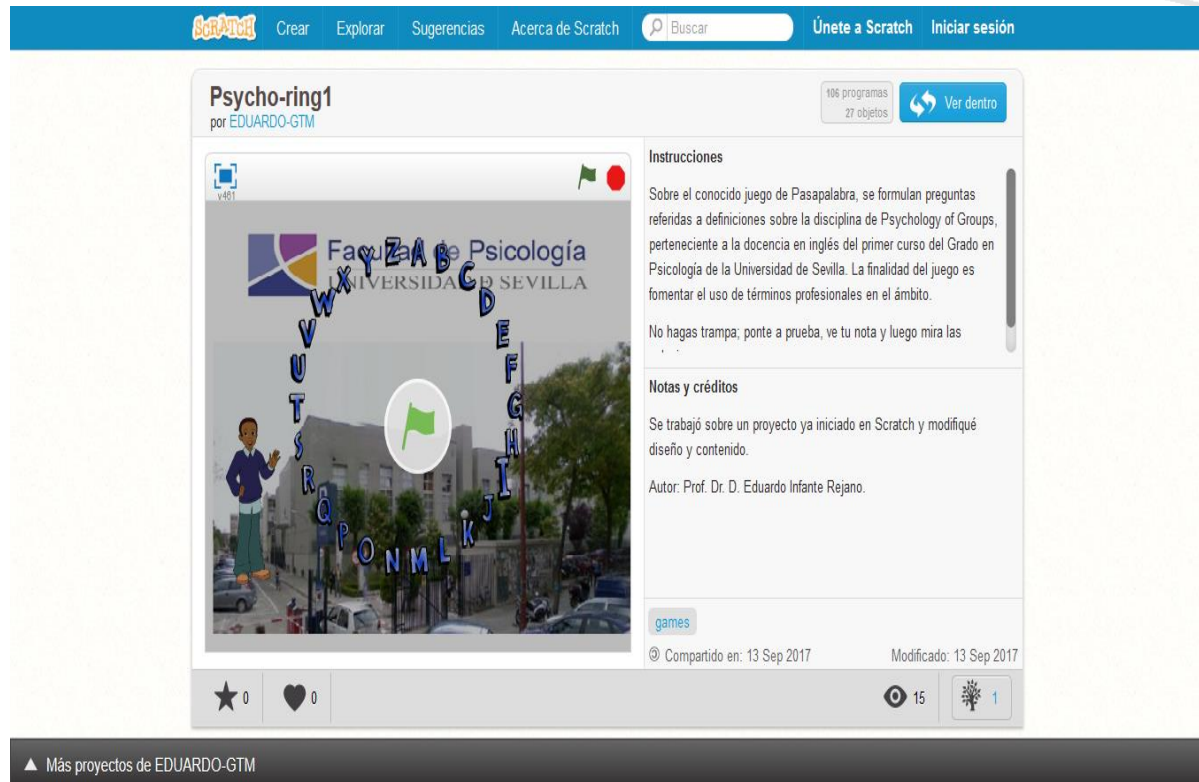 SCRATCH Crear Explorar Sugerencias Acerca de Scratch Buscar Únete a Scratch Iniciar sesión
Psycho-ring1
por EDUARDO-GTM
106 programas
27 objetos
Ver dentro
v461
Facultad de Psicología
UNIVERSIDAD DE SEVILLA
A B C D E F G H I J K L M N O P Q R S T U V W X Y Z
Instrucciones
Sobre el conocido juego de Pasapalabra, se formulan preguntas
referidas a definiciones sobre la disciplina de Psychology of Groups,
perteneciente a la docencia en inglés del primer curso del Grado en
Psicología de la Universidad de Sevilla. La finalidad del juego es
fomentar el uso de términos profesionales en el ámbito.
No hagas trampa; ponte a prueba, ve tu nota y luego mira las
Notas y créditos
Se trabajó sobre un proyecto ya iniciado en Scratch y modifiqué
diseño y contenido.
Autor: Prof. Dr. D. Eduardo Infante Rejano.
games
Compartido en: 13 Sep 2017 Modificado: 13 Sep 2017
0 0 15 1
Más proyectos de EDUARDO-GTM